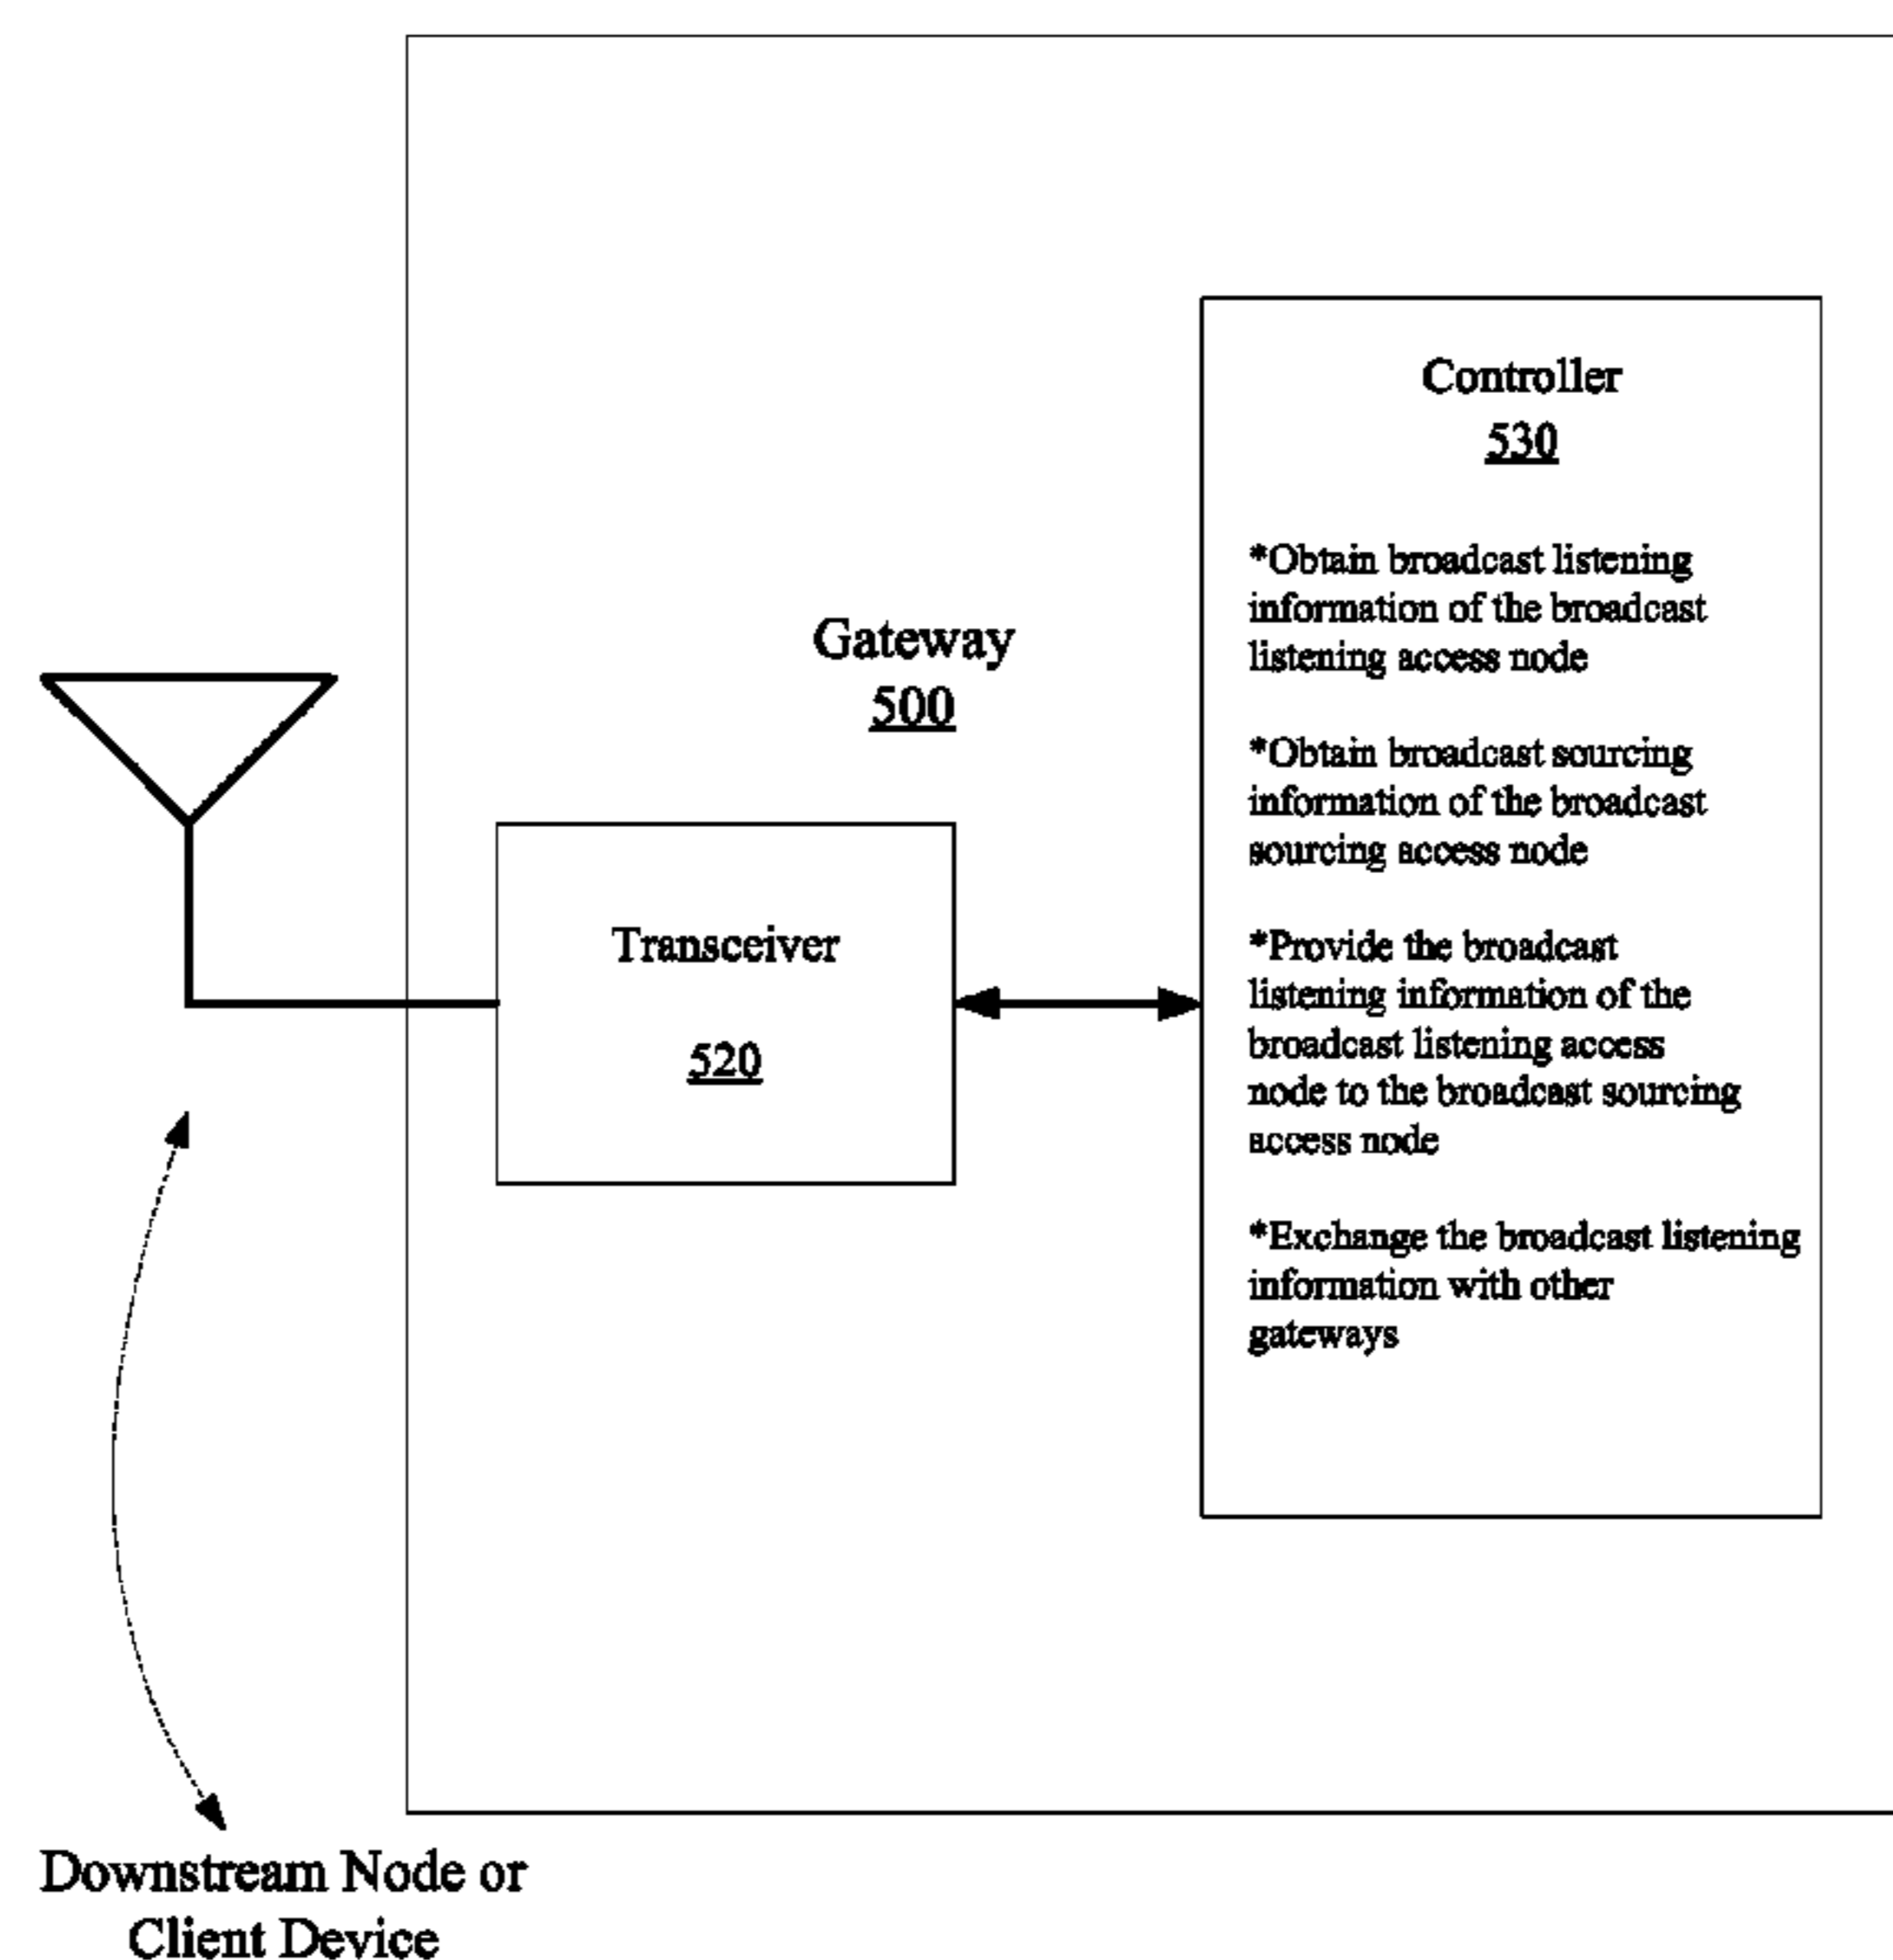 Controller
530
*Obtain broadcast listening
information of the broadcast
listening access node
*Obtain broadcast sourcing
information of the broadcast
sourcing access node
*Provide the broadcast
listening information of the
broadcast listening access
node to the broadcast sourcing
access node
*Exchange the broadcast listening
information with other
gateways
Gateway
500
Transceiver
520
Downstream Node or
Client Device